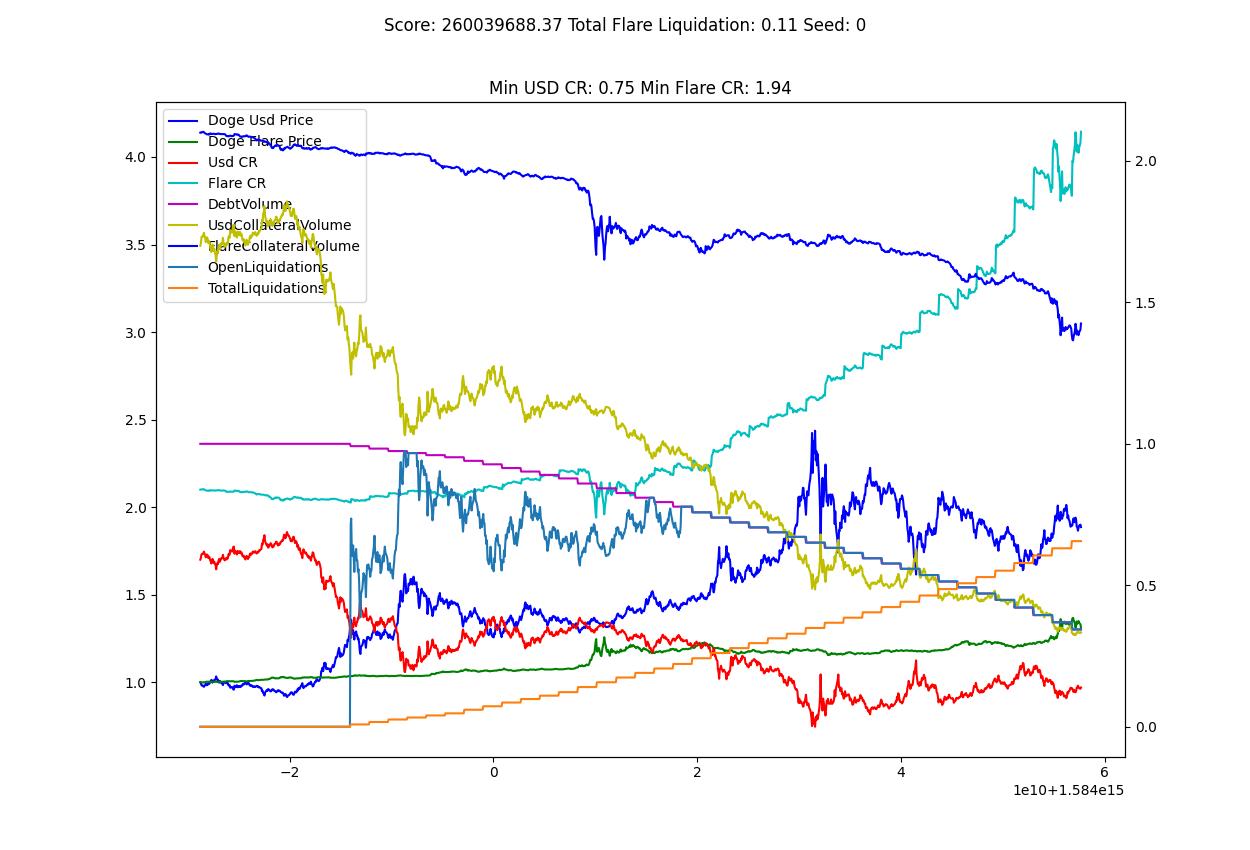 Score: 260039688.37 Total Flare Liquidation: 0.11 Seed: 0
Min USD CR: 0.75 Min Flare CR: 1.94
Doge Usd Price
Doge Flare Price
Usd CR
Flare CR
DebtVolume
UsdCollateralVolume
FlareCollateralVolume
OpenLiquidations
TotalLiquidations
4.0
3.5
3.0
2.5
2.0
1.5
1.0
2.0
1.5
1.0
0.5
0.0
−2
0
2
4
6
1e10+1.584e15